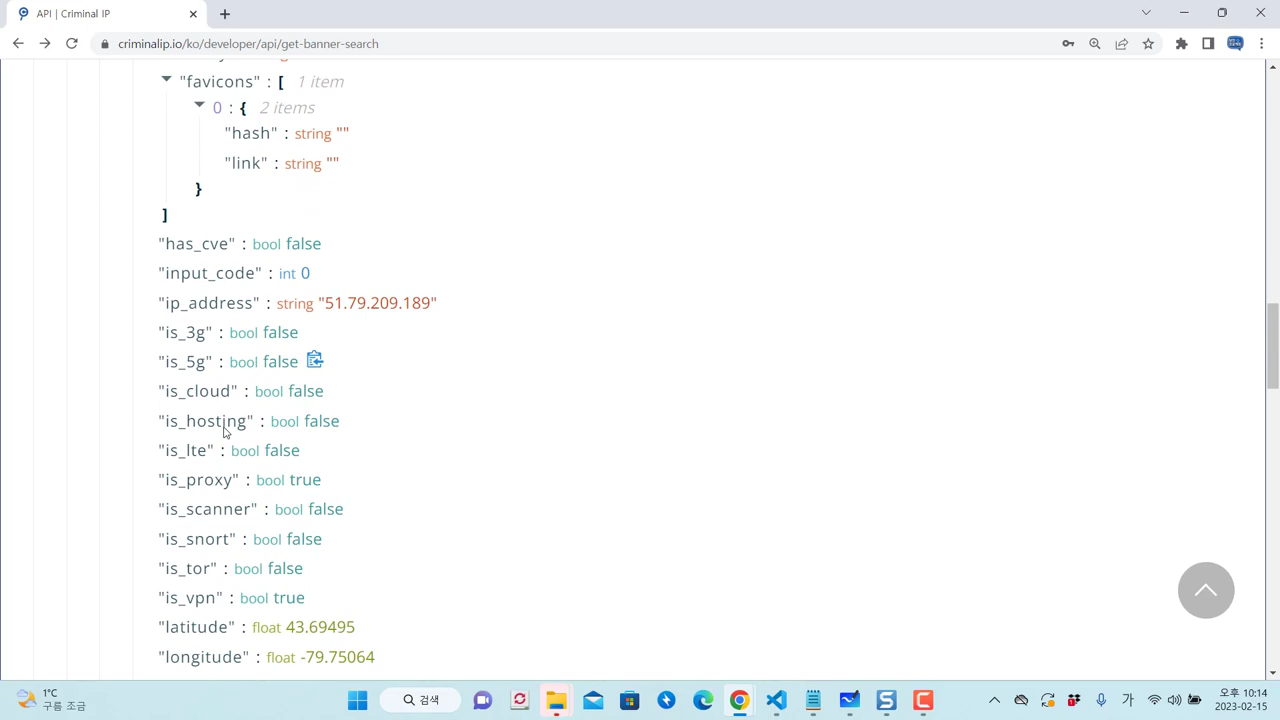 API | Criminal IP
criminalip.io/ko/developer/api/get-banner-search
"favicons" : [ 1 item
0 : { 2 items
"hash" : string ""
"link" : string ""
}
]
"has_cve" : bool false
"input_code" : int 0
"ip_address" : string "51.79.209.189"
"is_3g" : bool false
"is_5g" : bool false
"is_cloud" : bool false
"is_hosting" : bool false
"is_lte" : bool false
"is_proxy" : bool true
"is_scanner" : bool false
"is_snort" : bool false
"is_tor" : bool false
"is_vpn" : bool true
"latitude" : float 43.69495
"longitude" : float -79.75064
1°C
구름 조금
검색
가
오후 10:14
2023-02-15